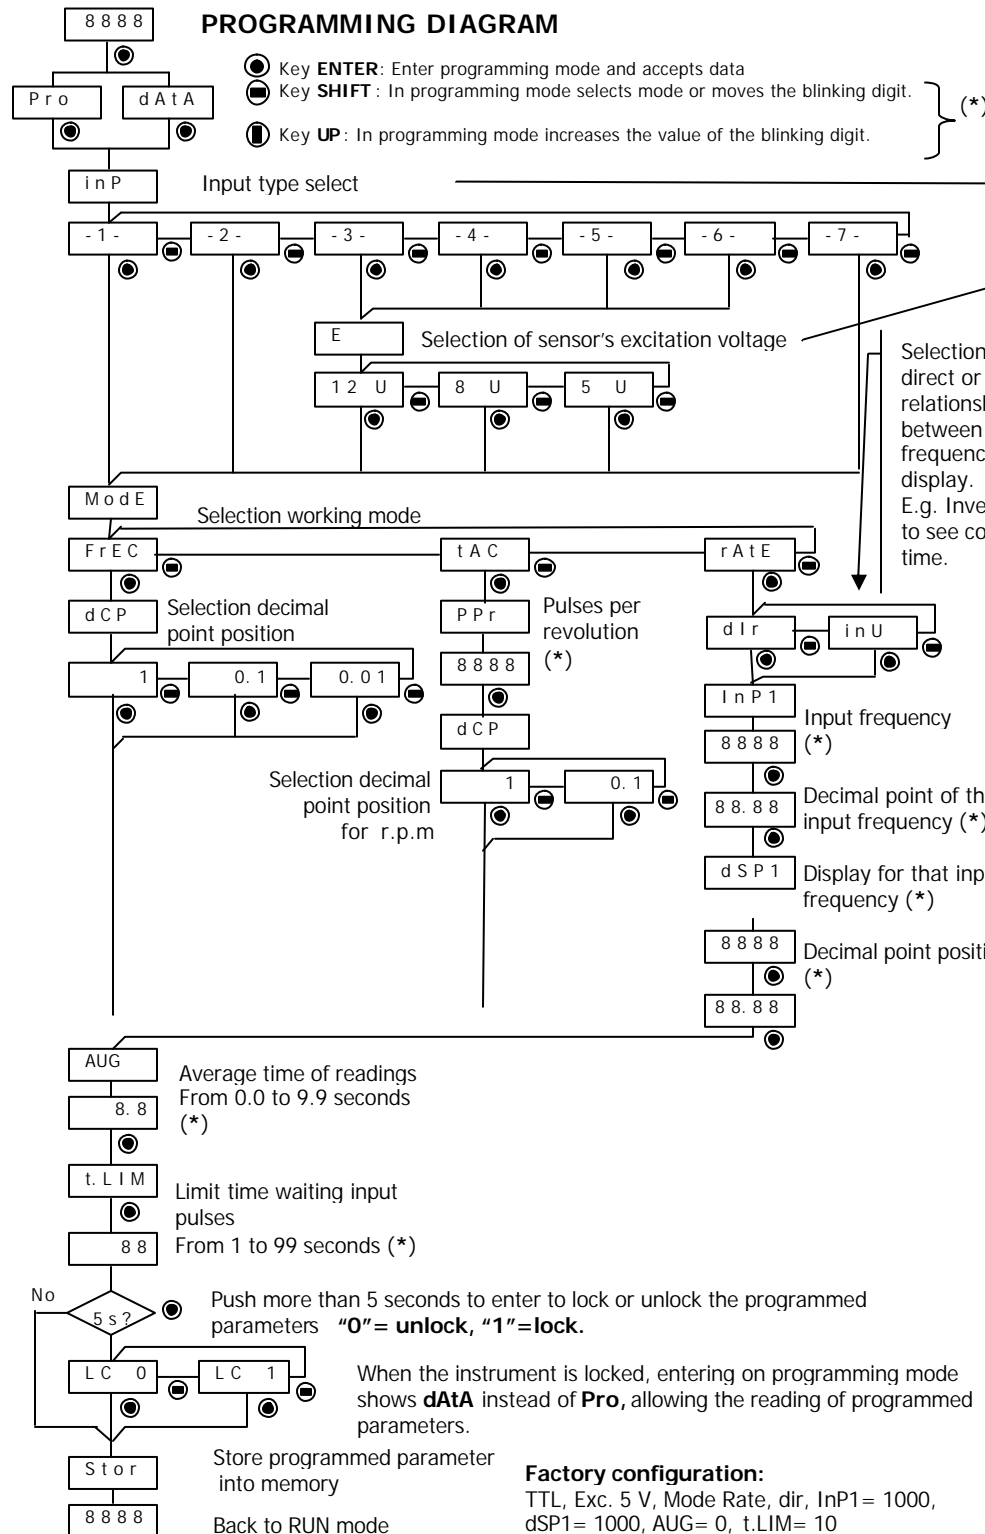 8888
PROGRAMMING DIAGRAM
Key ENTER: Enter programming mode and accepts data
Key SHIFT : In programming mode selects mode or moves the blinking digit.
(*)
Key UP: In programming mode increases the value of the blinking digit.
Pro
dAtA
inP
Input type select
-1-
-2-
-3-
-4-
-5-
-6-
-7-
E
Selection of sensor's excitation voltage
12 U
8 U
5 U
Selection
direct or
between
display.
E.g.
to see
time.
ModE
Selection working mode
FrEC
tAC
rAtE
dCP
Selection decimal
point position
1
0.1
0.01
PPr
Pulses per
revolution
(*)
8888
dCP
Selection decimal
point position
for r.p.m
1
0.1
dIr
inU
InP1
Input frequency
(*)
8888
88.88
Decimal point of
input frequency (*)
dSP1
Display for that
frequency (*)
8888
Decimal point
(*)
88.88
AUG
Average time of readings
From 0.0 to 9.9 seconds
(*)
8.8
t.LIM
Limit time waiting input
pulses
88
From 1 to 99 seconds (*)
No
5s?
Push more than 5 seconds to enter to lock or unlock the programmed
parameters "0"= unlock, "1"=lock.
LC 0
LC 1
When the instrument is locked, entering on programming mode
shows dAtA instead of Pro, allowing the reading of programmed
parameters.
Stor
Store programmed parameter
into memory
8888
Back to RUN mode
Factory configuration:
TTL, Exc. 5 V, Mode Rate, dir, InP1= 1000,
dSP1= 1000, AUG= 0, t.LIM= 10